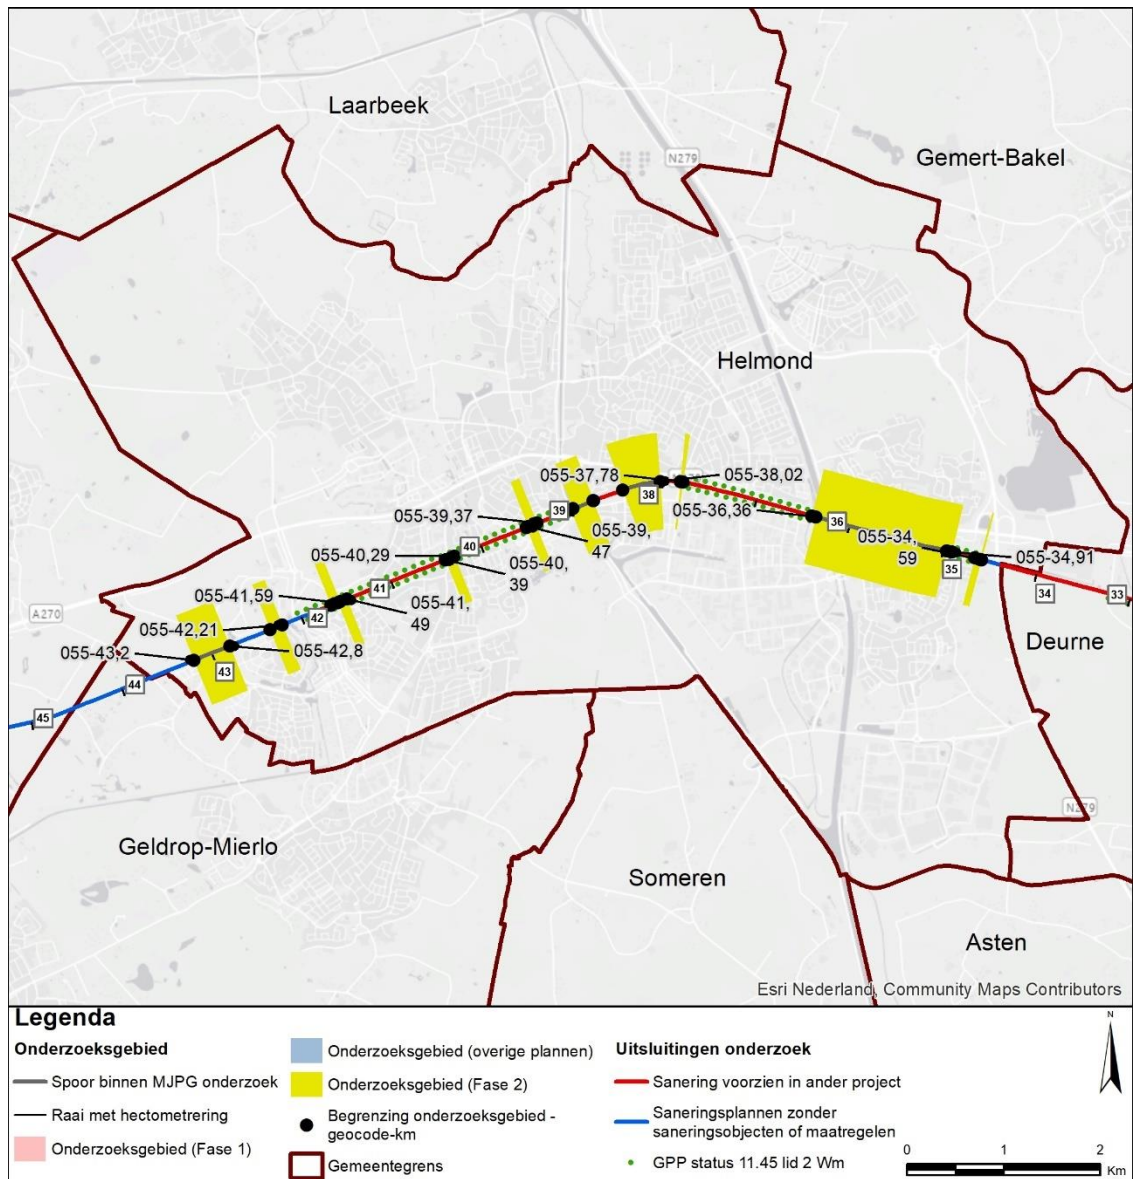 Laarbeek
N279
Gemert-Bakel
Helmond
055-37,78
38
055-38,02
055-39,37
39
055-36,36
36
055-39,
47
055-34,
59
40
055-40,29
055-40,
39
35
055-34,91
41
34
33
A270
055-41,59
42
055-41,
49
055-42,21
Deurne
055-43,2
055-42,8
43
44
45
N279
Geldrop-Mierlo
Someren
Asten
Esri Nederland, Community Maps Contributors
Legenda
Onderzoeksgebied
Spoor binnen MJPG onderzoek
Raai met hectometrering
Onderzoeksgebied (Fase 1)
Onderzoeksgebied (overige plannen)
Onderzoeksgebied (Fase 2)
Begrenzing onderzoeksgebied -
geocode-km
Gemeentegrens
Uitsluitingen onderzoek
Sanering voorzien in ander project
Saneringsplannen zonder
saneringsobjecten of maatregelen
GPP status 11.45 lid 2 Wm
N
0 1 2
Km